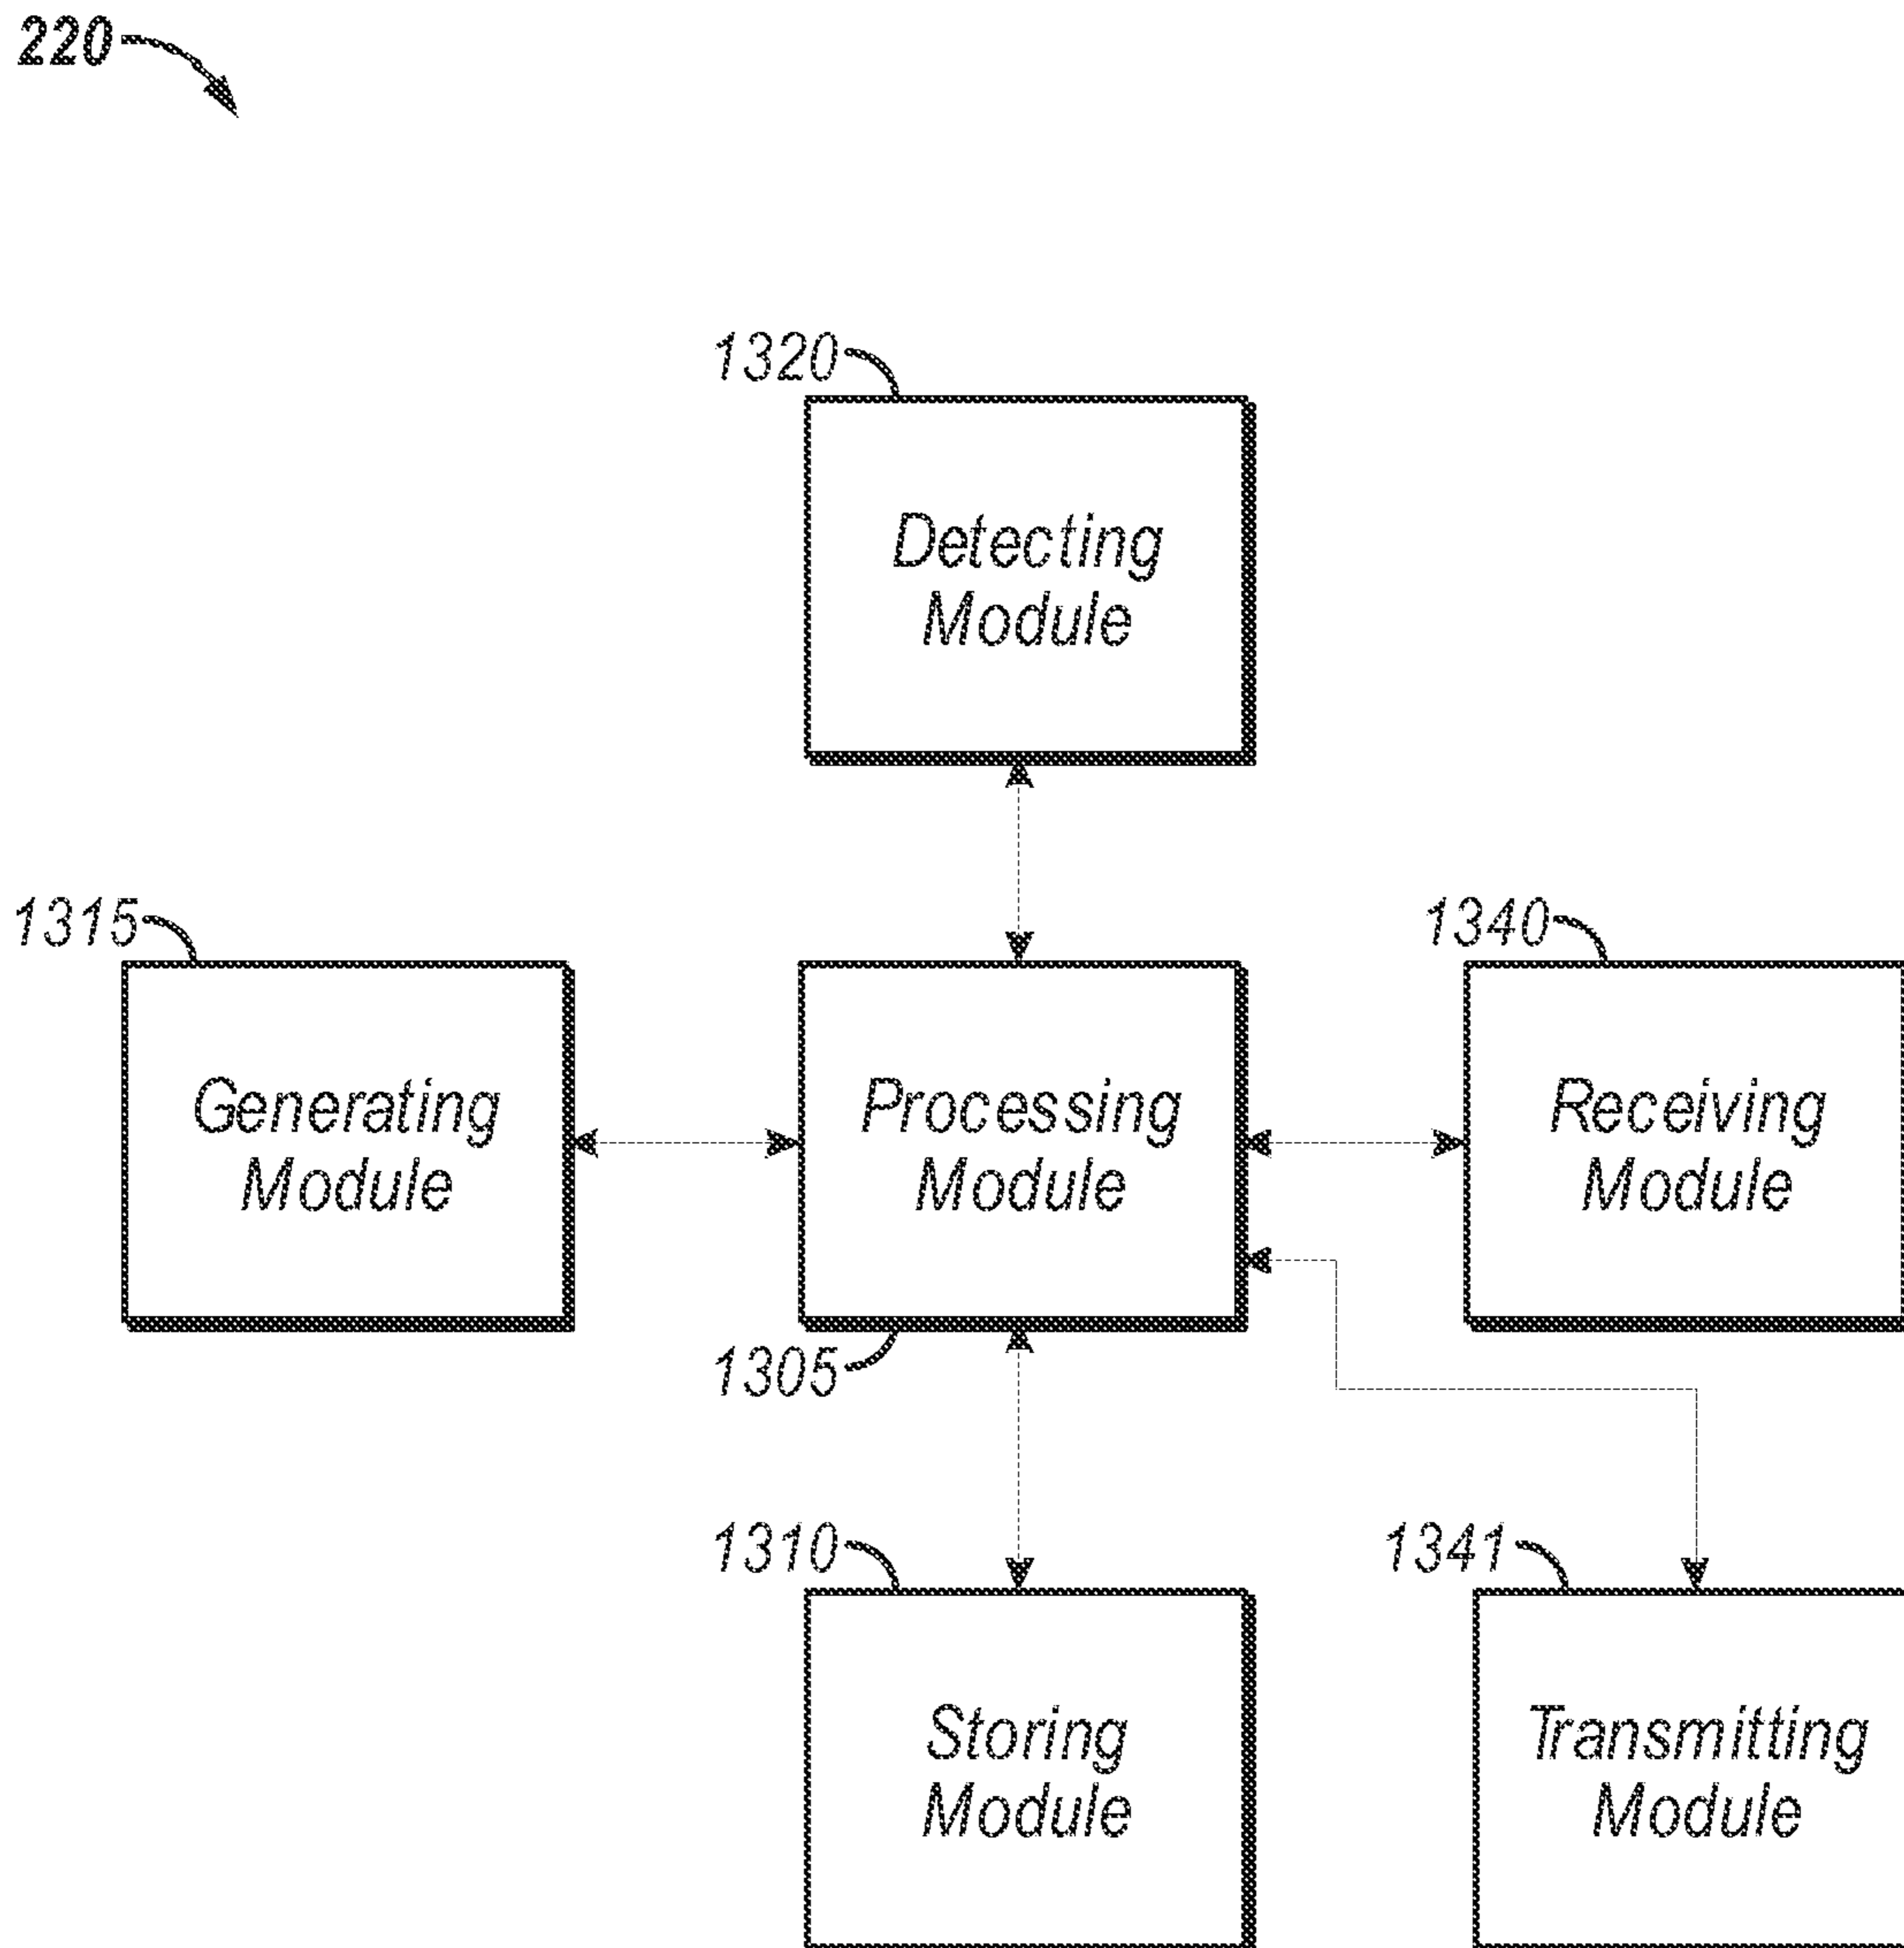 220
1320
Detecting
Module
1315
Generating
Module
Processing
Module
1305
1340
Receiving
Module
1310
Storing
Module
1341
Transmitting
Module